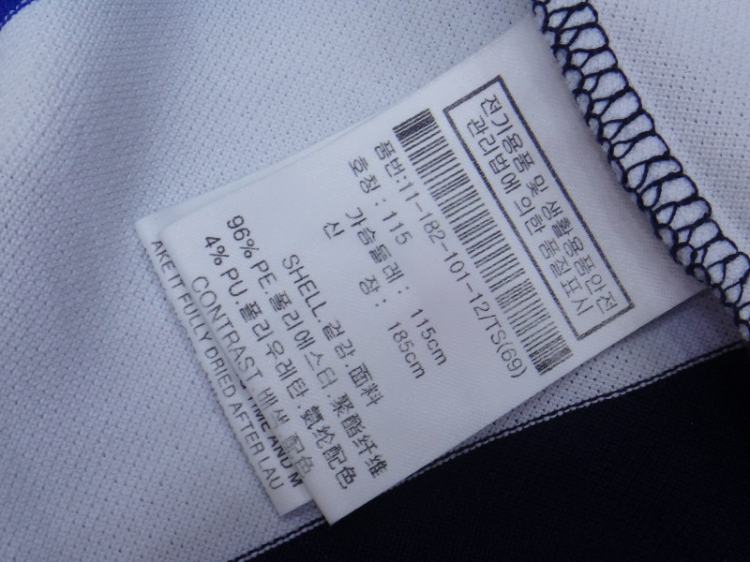 전기용품 및 생활용품안전
관리법에 의한 품질표시
품번:11-182-101-12/TS(69)
호칭 : 115
가슴둘레 : 115cm
신 장 : 185cm
SHELL.겉감.面料
96% PE 폴리에스터.聚酯纤维
4% PU.폴리우레탄.氨纶配色
CONTRAST 배색 配色
TIME AND M
AKE IT FULLY DRIED AFTER LAU